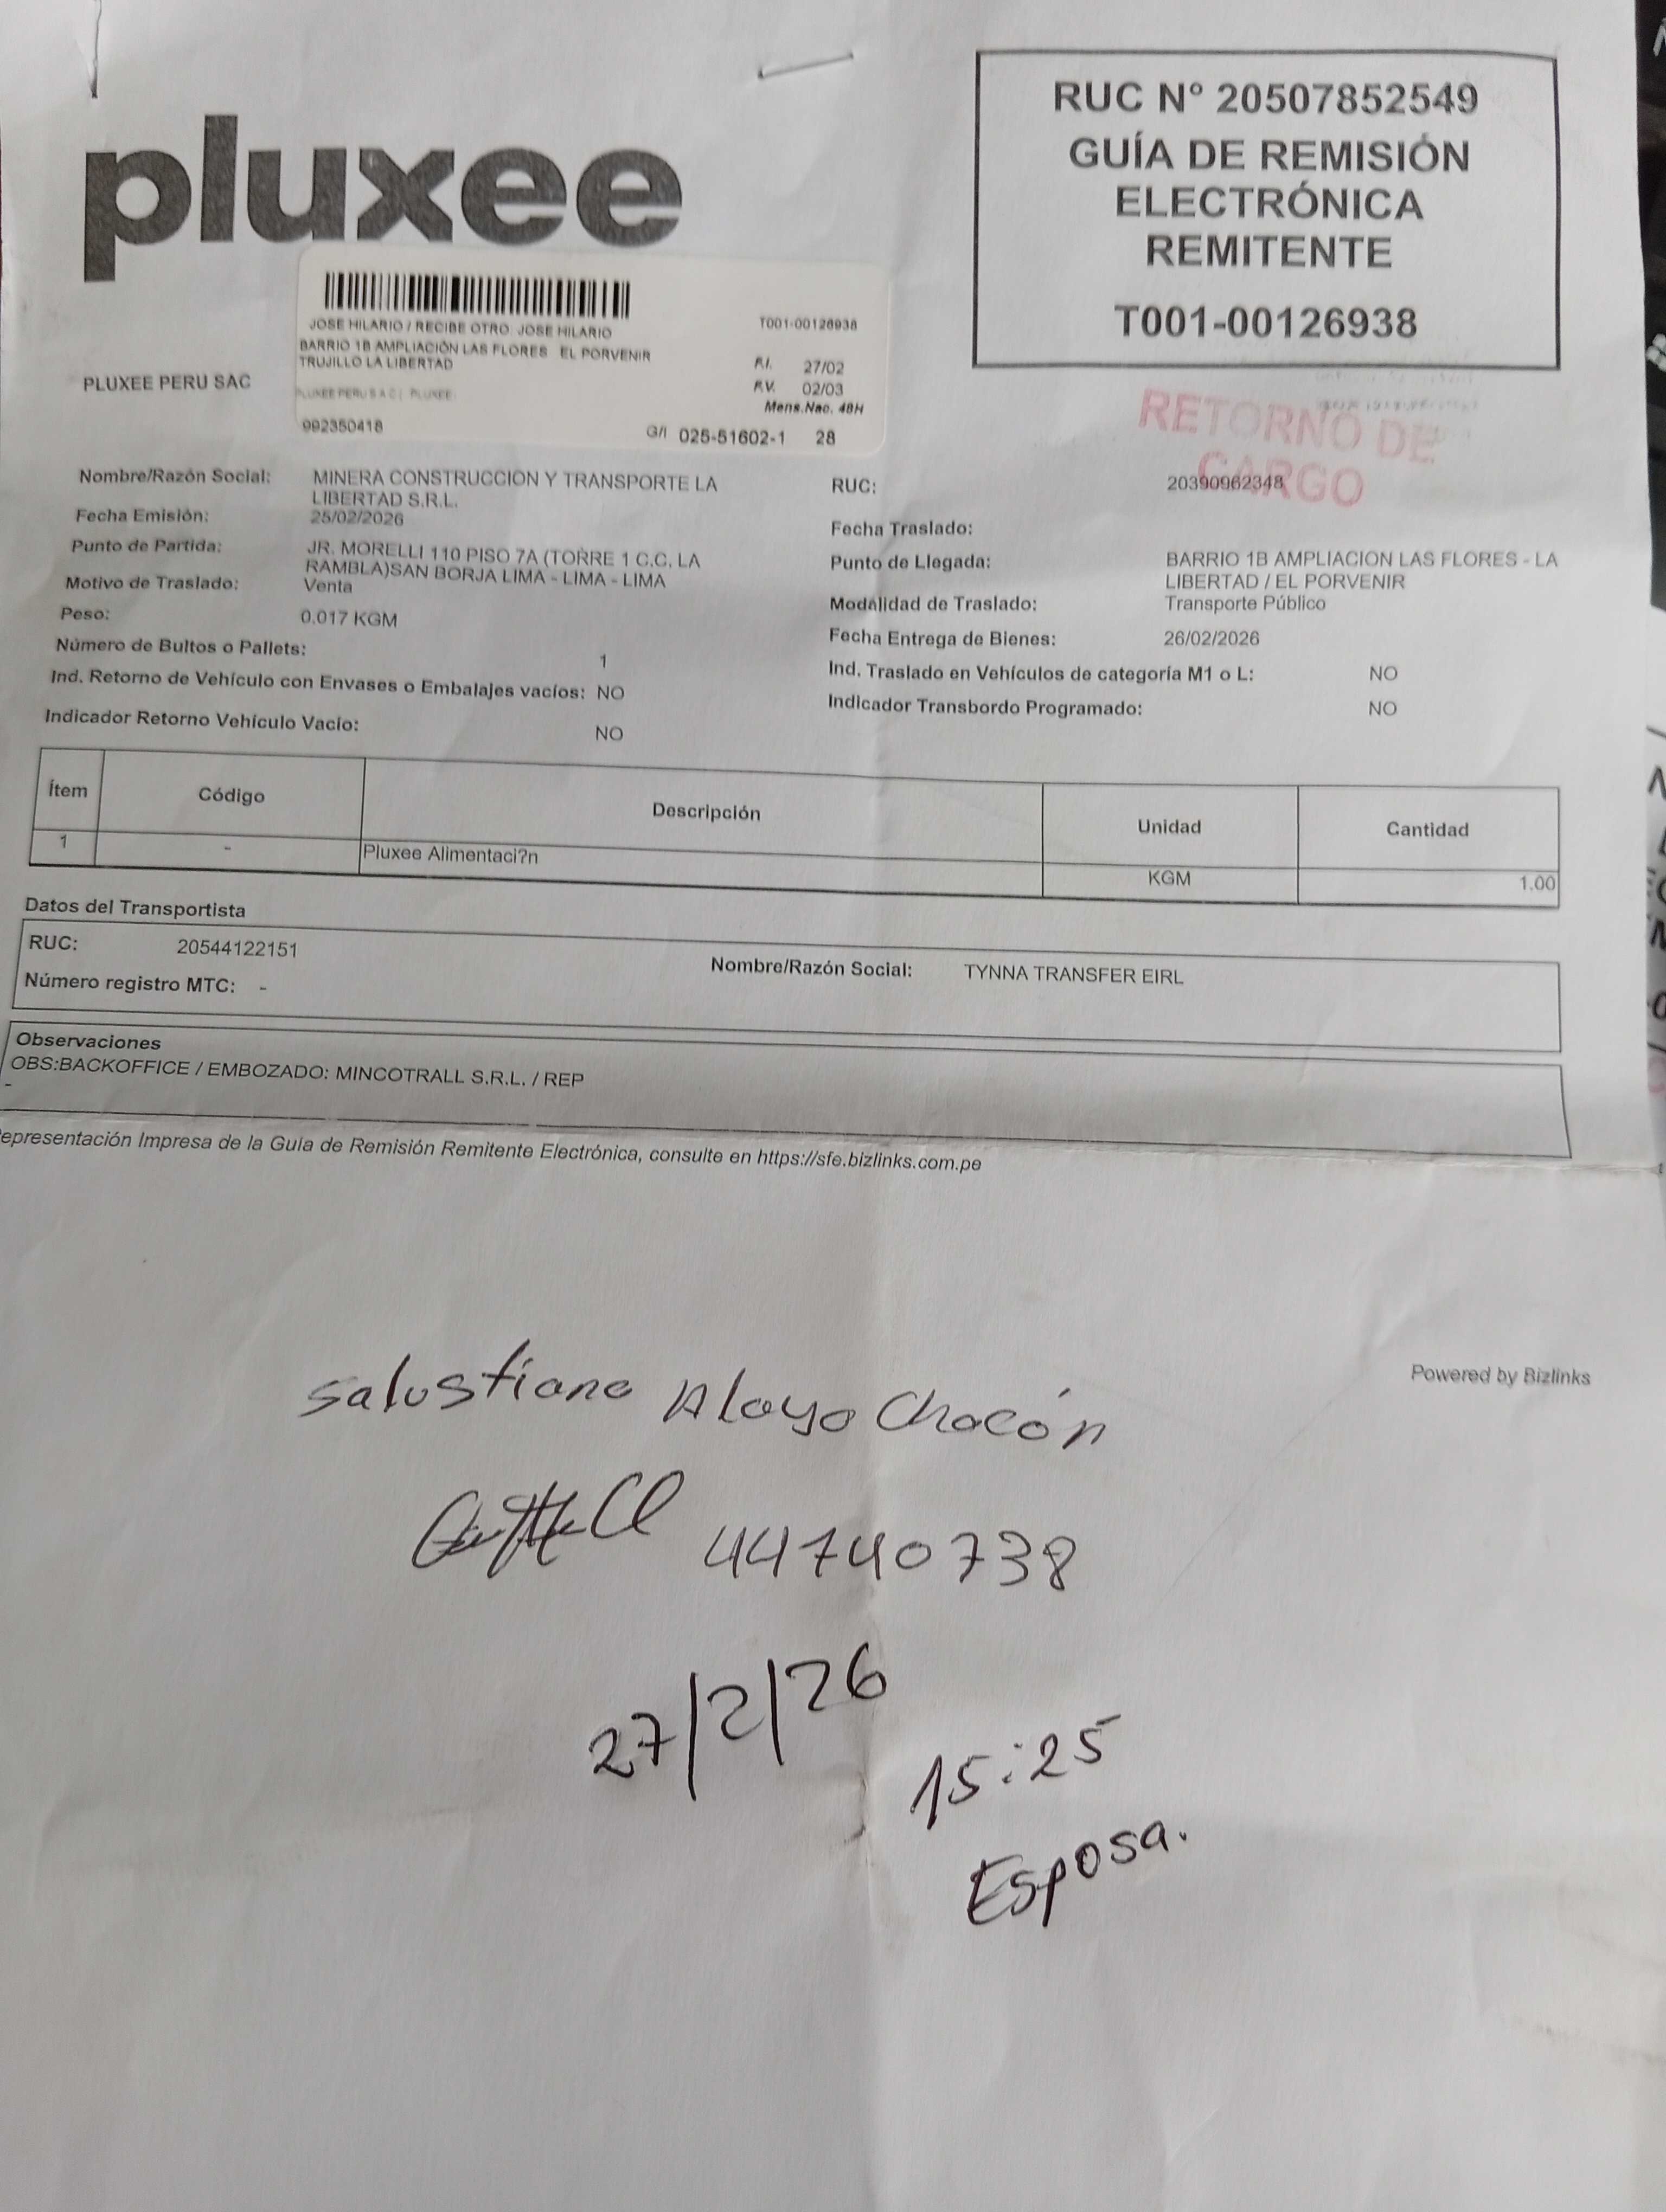 pluxee
RUC N° 20507852549
GUÍA DE REMISIÓN
ELECTRÓNICA
REMITENTE
T001-00126938
JOSE HILARIO / RECIBE OTRO: JOSE HILARIO
T001-00126938
BARRIO 1B AMPLIACIÓN LAS FLORES EL PORVENIR
TRUJILLO LA LIBERTAD
F.I. 27/02
F.V. 02/03
PLUXEE PERU S A C | PLUXEE
Mens.Nac. 48H
992350418
G/I 025-51602-1 28
PLUXEE PERU SAC
RETORNO DE
CARGO
Nombre/Razón Social: MINERA CONSTRUCCION Y TRANSPORTE LA
LIBERTAD S.R.L.
RUC: 20390962348
Fecha Emisión: 25/02/2026
Fecha Traslado:
Punto de Partida: JR. MORELLI 110 PISO 7A (TORRE 1 C.C. LA
RAMBLA)SAN BORJA LIMA - LIMA - LIMA
Punto de Llegada: BARRIO 1B AMPLIACION LAS FLORES - LA
LIBERTAD / EL PORVENIR
Motivo de Traslado: Venta
Modalidad de Traslado: Transporte Público
Peso: 0.017 KGM
Fecha Entrega de Bienes: 26/02/2026
Número de Bultos o Pallets: 1
Ind. Traslado en Vehículos de categoría M1 o L: NO
Ind. Retorno de Vehículo con Envases o Embalajes vacíos: NO
Indicador Transbordo Programado: NO
Indicador Retorno Vehículo Vacio: NO
Ítem Código Descripción Unidad Cantidad
1 - Pluxee Alimentaci?n KGM 1.00
Datos del Transportista
RUC: 20544122151
Nombre/Razón Social: TYNNA TRANSFER EIRL
Número registro MTC: -
Observaciones
OBS:BACKOFFICE / EMBOZADO: MINCOTRALL S.R.L. / REP
-
epresentación Impresa de la Guía de Remisión Remitente Electrónica, consulte en https://sfe.bizlinks.com.pe
Powered by Bizlinks
Salustiano Aloyo Chacón
44740738
27/2/26
15:25
Esposa.